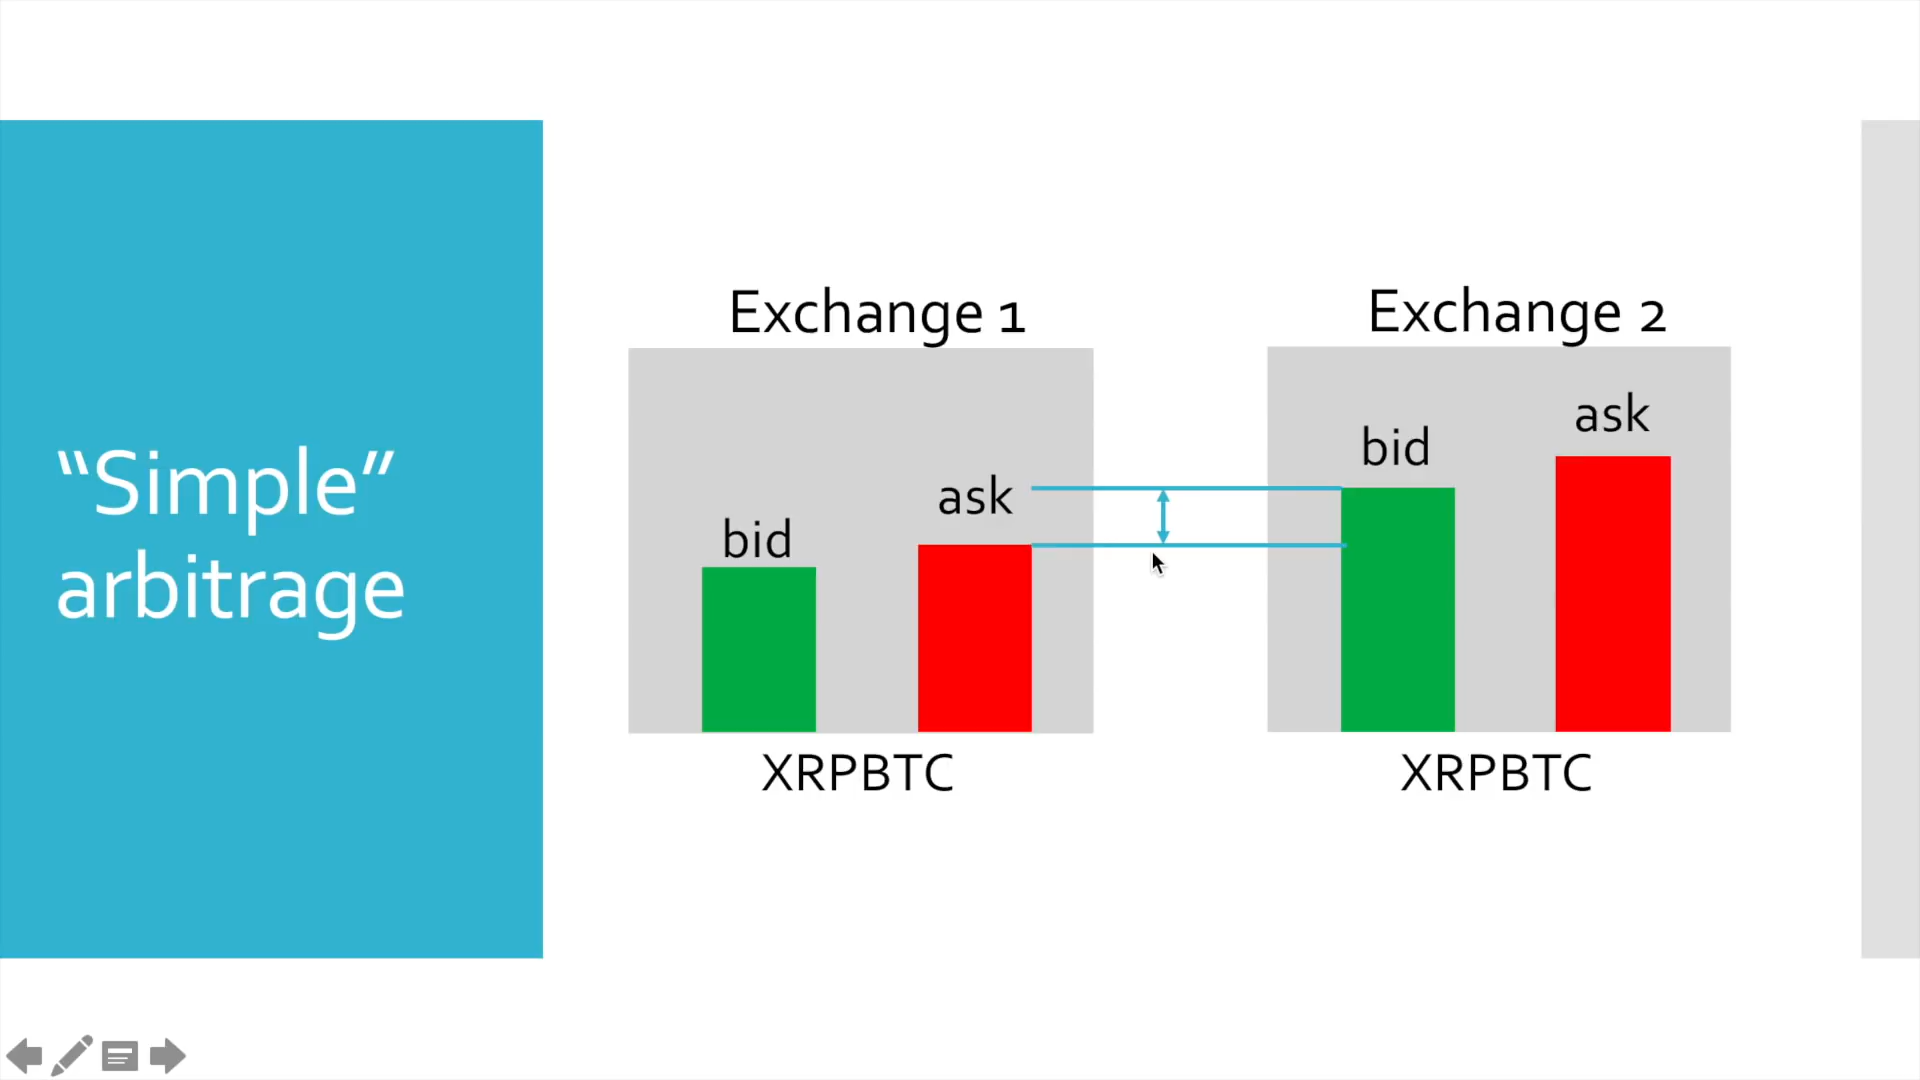 “Simple”
arbitrage
Exchange 1
bid
ask
XRPBTC
Exchange 2
bid
ask
XRPBTC